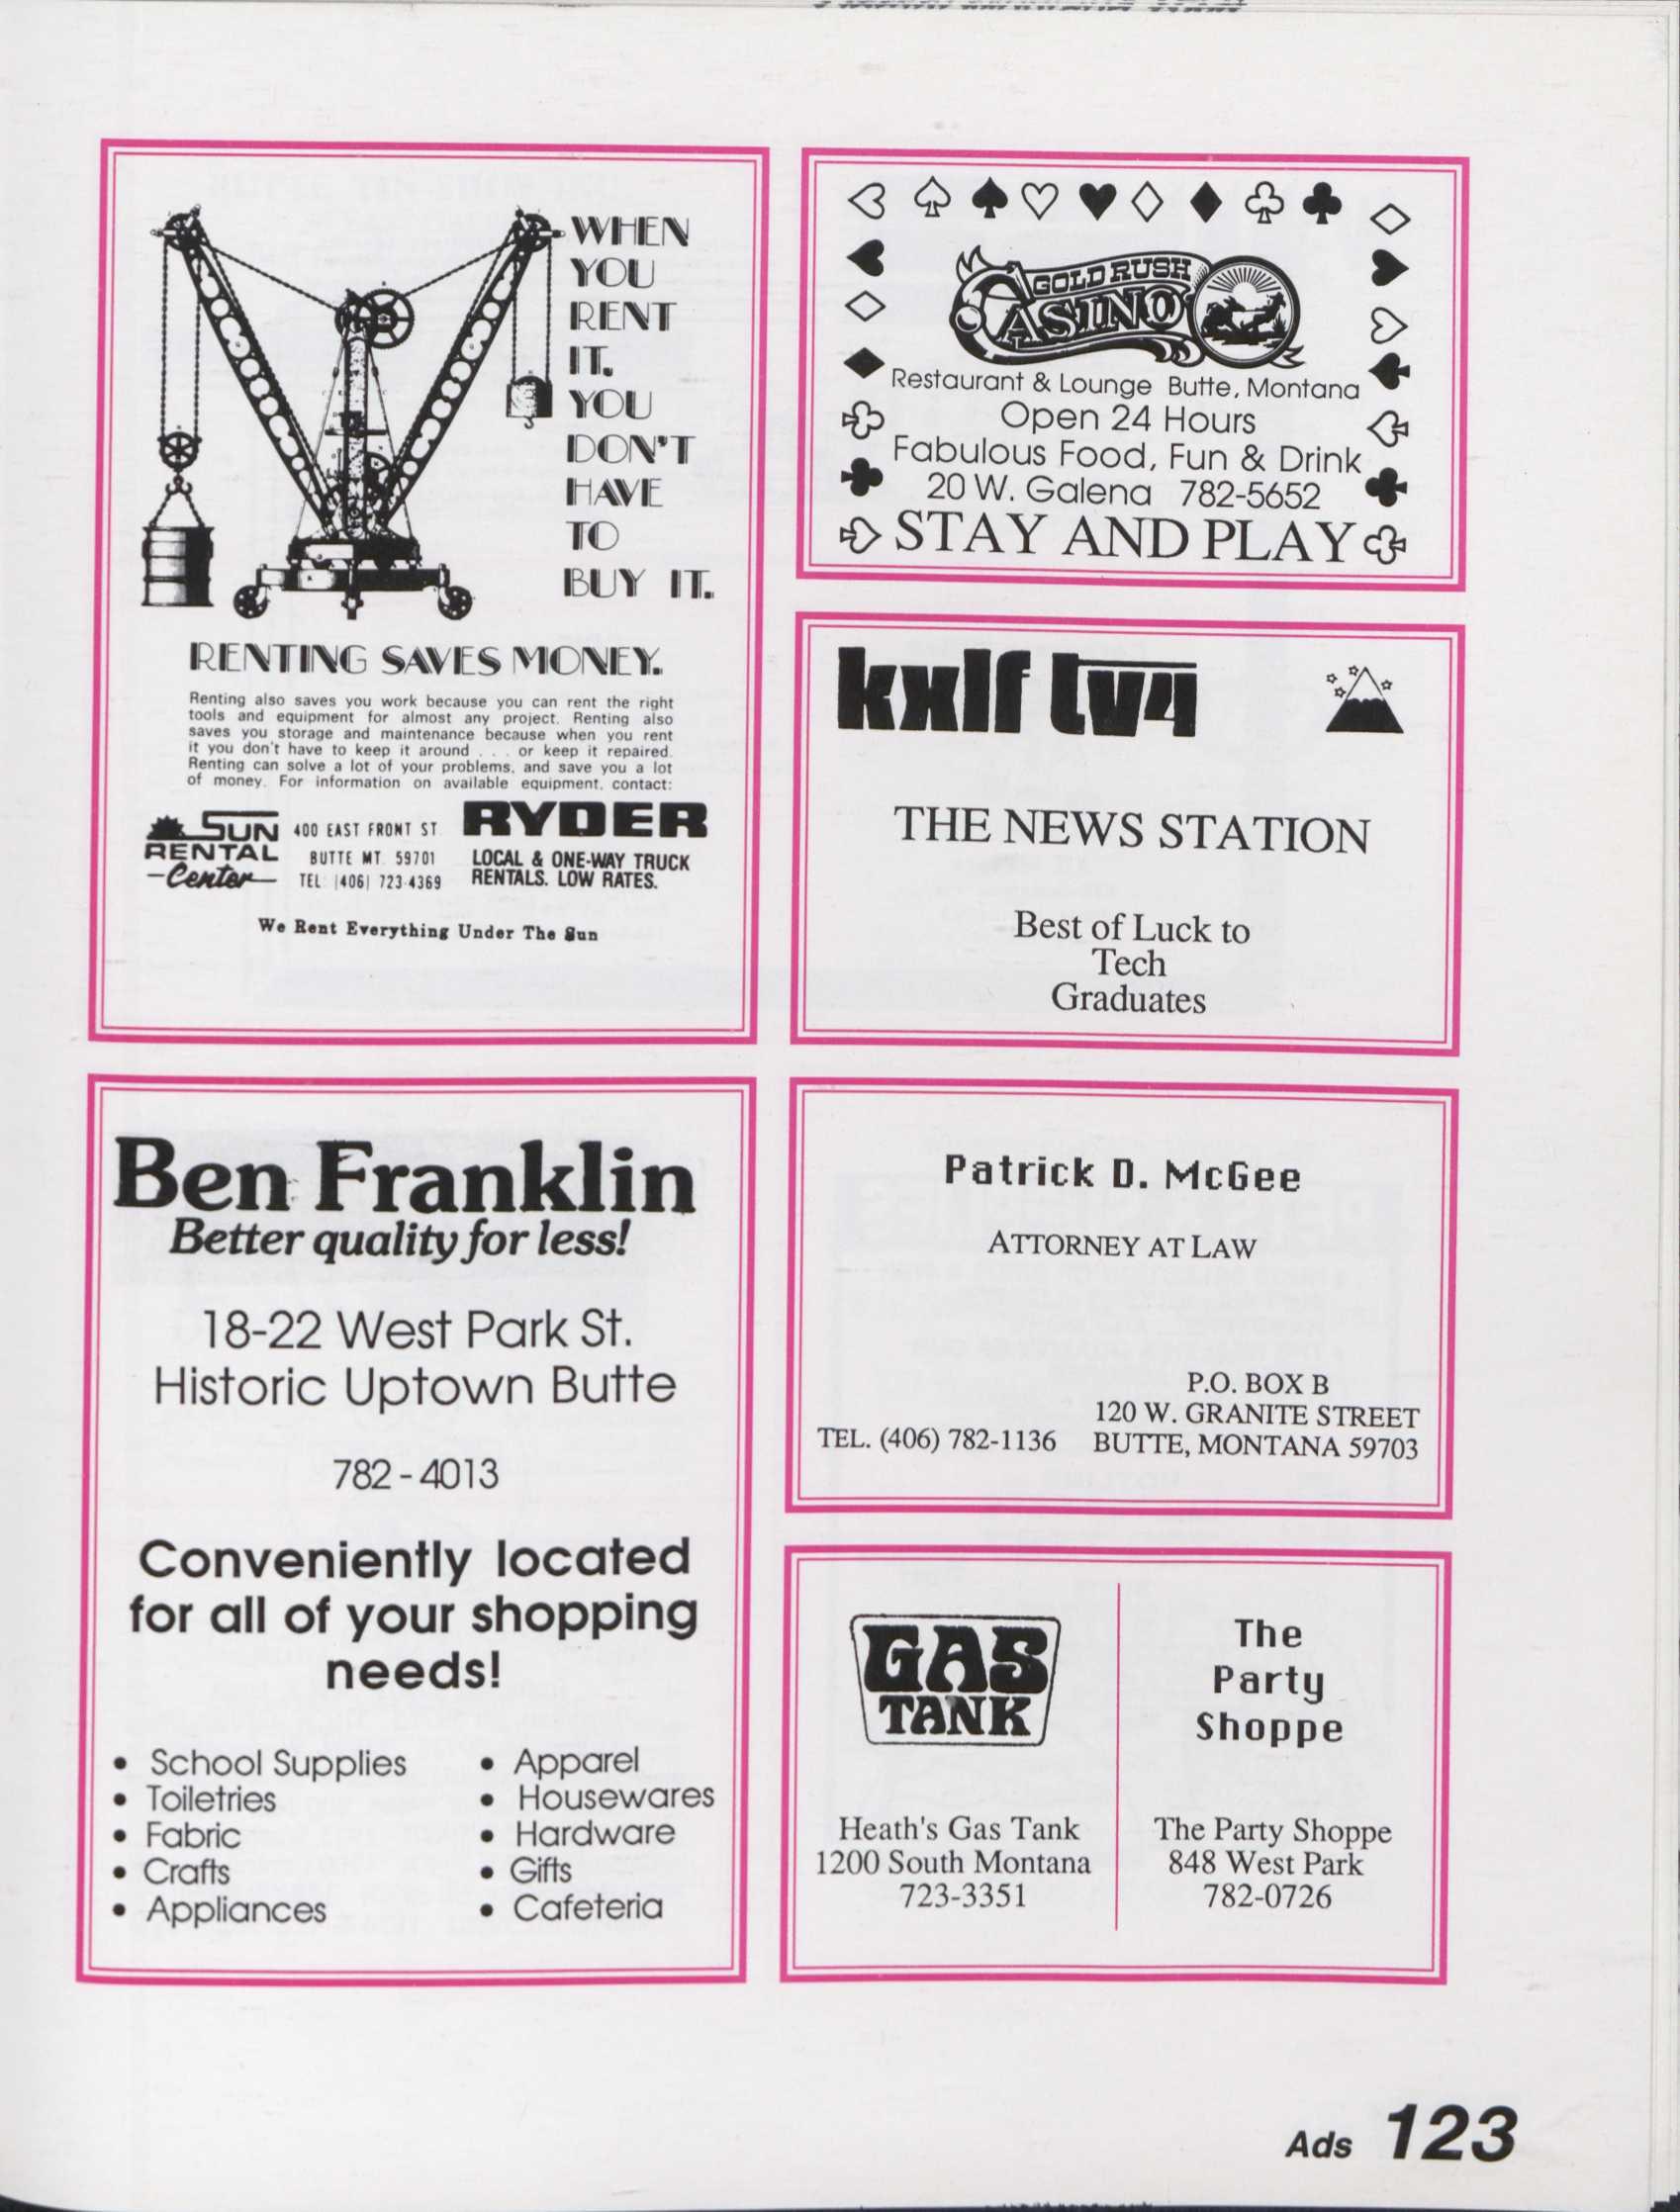 WHEN
YOU
RENT
IT.
YOU
DON'T
HAVE
TO
BUY IT.
RENTING SAVES MONEY.
Renting also saves you work because you can rent the right
tools and equipment for almost any project. Renting also
saves you storage and maintenance because when you rent
it you don't have to keep it around . . . or keep it repaired.
Renting can solve a lot of your problems, and save you a lot
of money. For information on available equipment, contact:
SUN
RENTAL
-Center-
400 EAST FRONT ST.
BUTTE MT. 59701
TEL: (406) 723-4369
RYDER
LOCAL & ONE-WAY TRUCK
RENTALS. LOW RATES.
We Rent Everything Under The Sun
GOLD RUSH
CASINO
Restaurant & Lounge Butte, Montana
Open 24 Hours
Fabulous Food, Fun & Drink
20 W. Galena 782-5652
STAY AND PLAY
kxlf tv4
THE NEWS STATION
Best of Luck to
Tech
Graduates
Ben Franklin
Better quality for less!
18-22 West Park St.
Historic Uptown Butte
782-4013
Conveniently located
for all of your shopping
needs!
• School Supplies
• Toiletries
• Fabric
• Crafts
• Appliances
• Apparel
• Housewares
• Hardware
• Gifts
• Cafeteria
Patrick D. McGee
ATTORNEY AT LAW
TEL. (406) 782-1136
P.O. BOX B
120 W. GRANITE STREET
BUTTE, MONTANA 59703
GAS
TANK
Heath's Gas Tank
1200 South Montana
723-3351
The
Party
Shoppe
The Party Shoppe
848 West Park
782-0726
Ads 123